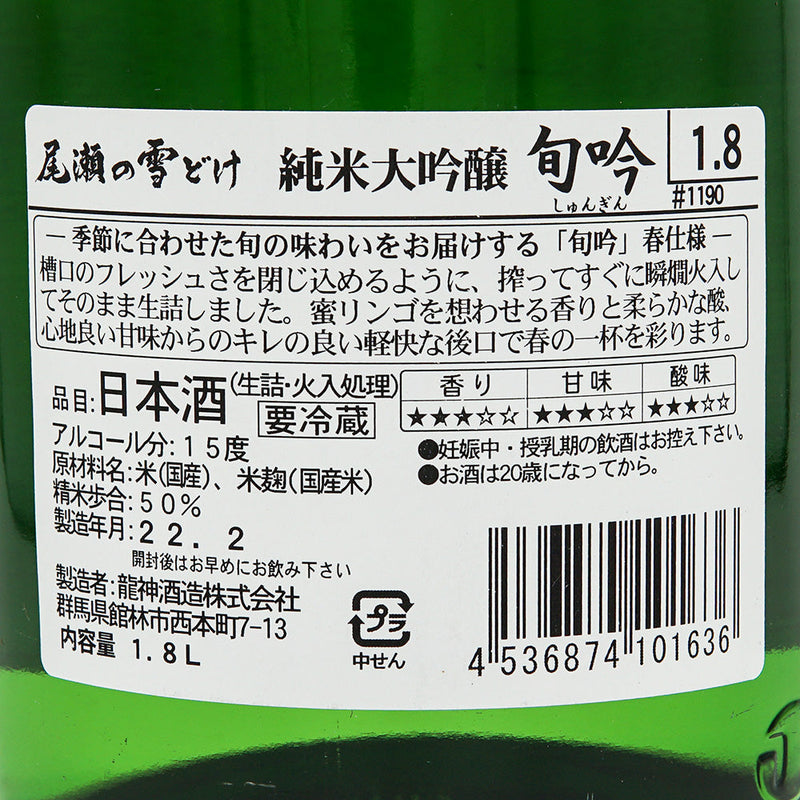 尾瀬の雪どけ 純米大吟醸 旬吟 1.8
しゅんぎん #1190
─季節に合わせた旬の味わいをお届けする「旬吟」春仕様─
槽口のフレッシュさを閉じ込めるように、搾ってすぐに瞬燗火入し
てそのまま生詰しました。蜜リンゴを想わせる香りと柔らかな酸、
心地良い甘味からのキレの良い軽快な後口で春の一杯を彩ります。
品目:日本酒(生詰・火入処理)
要冷蔵
香り 甘味 酸味
★★★☆☆ ★★★☆☆ ★★★☆☆
アルコール分:15度
●妊娠中・授乳期の飲酒はお控え下さい。
●お酒は20歳になってから。
原材料名:米(国産)、米麹(国産米)
精米歩合:50%
製造年月:22.2
開封後はお早めにお飲み下さい
製造者:龍神酒造株式会社
群馬県館林市西本町7-13
内容量 1.8L
プラ
中せん
4 536874 101636